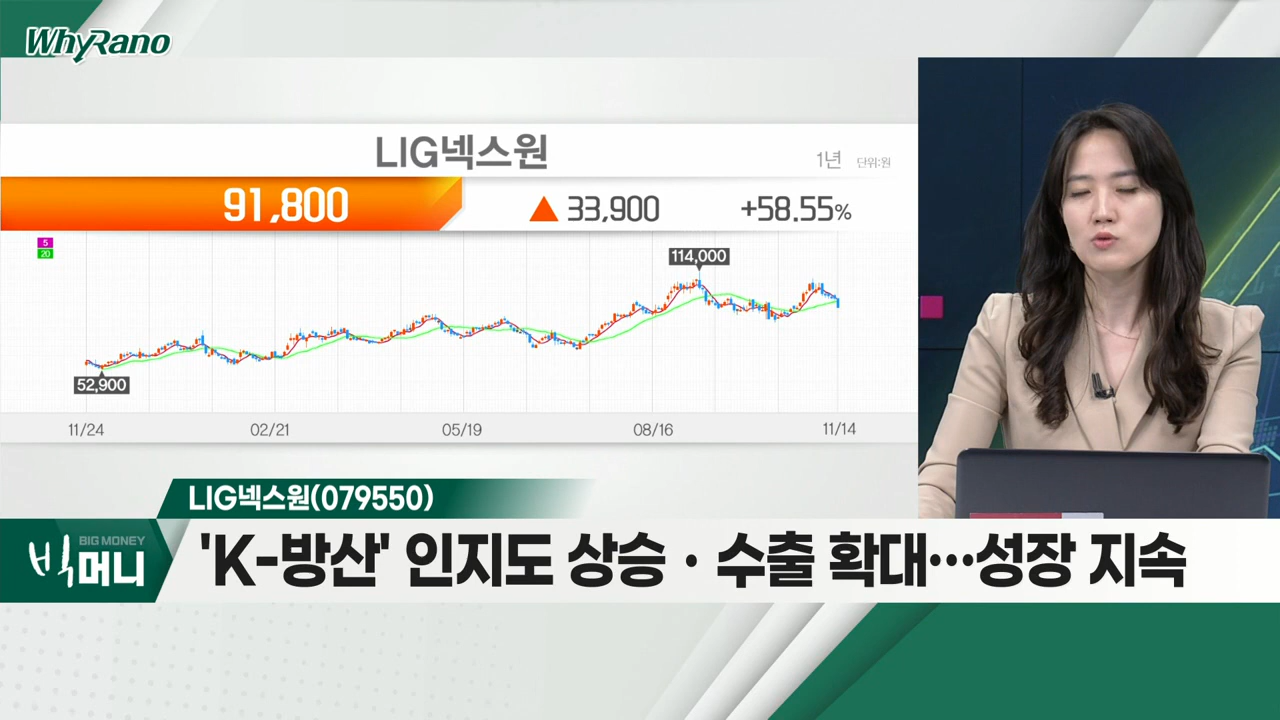 WhyRano
LIG넥스원
1년 단위:원
91,800 ▲ 33,900 +58.55%
5
20
114,000
52,900
11/24 02/21 05/19 08/16 11/14
LIG넥스원(079550)
BIG MONEY
빅머니
'K-방산' 인지도 상승·수출 확대…성장 지속